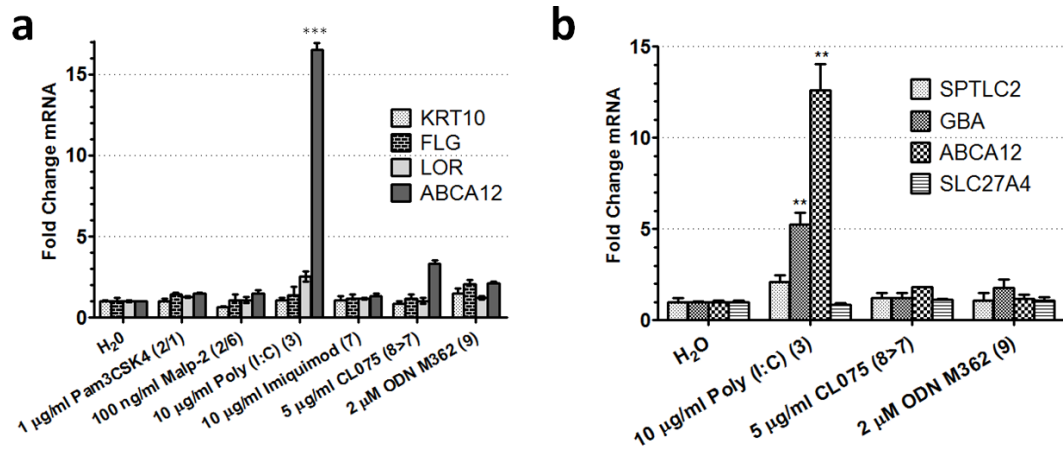 a
***
Fold Change mRNA
15
10
5
0
KRT10
FLG
LOR
ABCA12
H₂0
1 µg/ml Pam3CSK4 (2/1)
100 ng/ml Malp-2 (2/6)
10 µg/ml Poly (I:C) (3)
10 µg/ml Imiquimod (7)
5 µg/ml CL075 (8>7)
2 µM ODN M362 (9)
b
**
**
Fold Change mRNA
15
10
5
0
SPTLC2
GBA
ABCA12
SLC27A4
H₂O
10 µg/ml Poly (I:C) (3)
5 µg/ml CL075 (8>7)
2 µM ODN M362 (9)